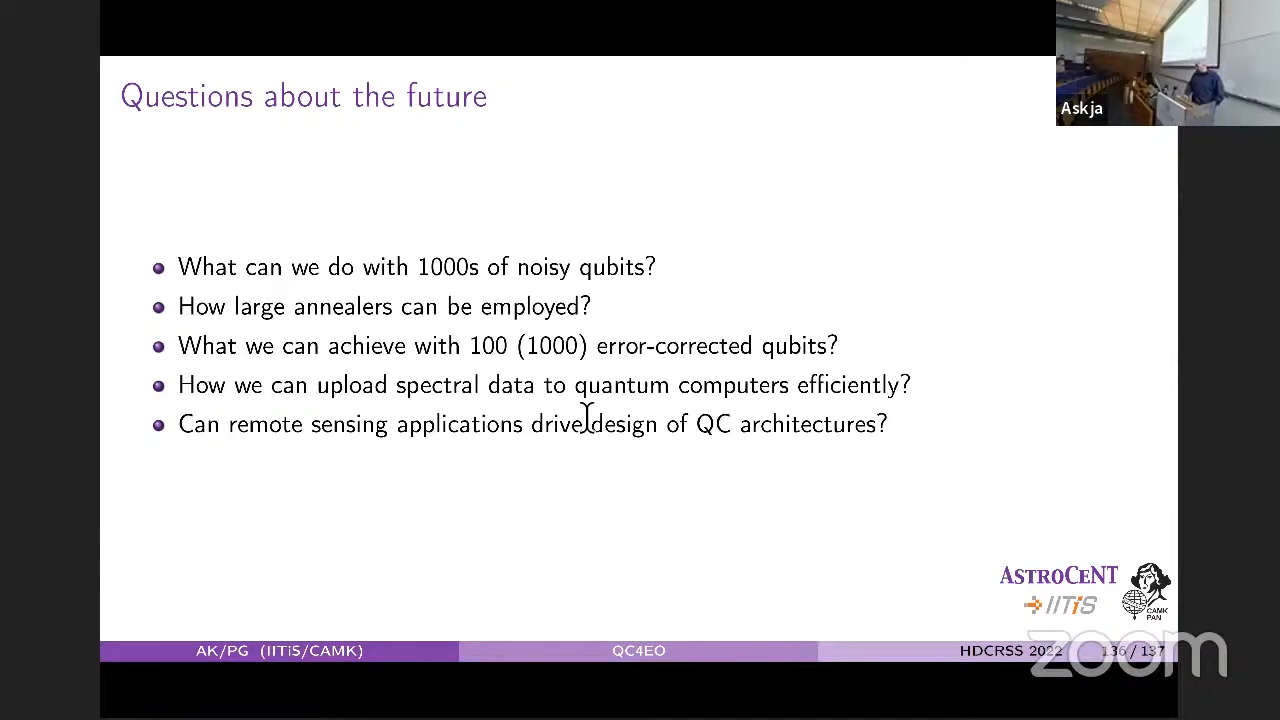 Questions about the future
Askja
What can we do with 1000s of noisy qubits?
How large annealers can be employed?
What we can achieve with 100 (1000) error-corrected qubits?
How we can upload spectral data to quantum computers efficiently?
Can remote sensing applications drive design of QC architectures?
ASTROCENT
IITiS
CAMK
PAN
AK/PG (IITiS/CAMK)
QC4EO
HDCRSS 2022
136 / 137
zoom